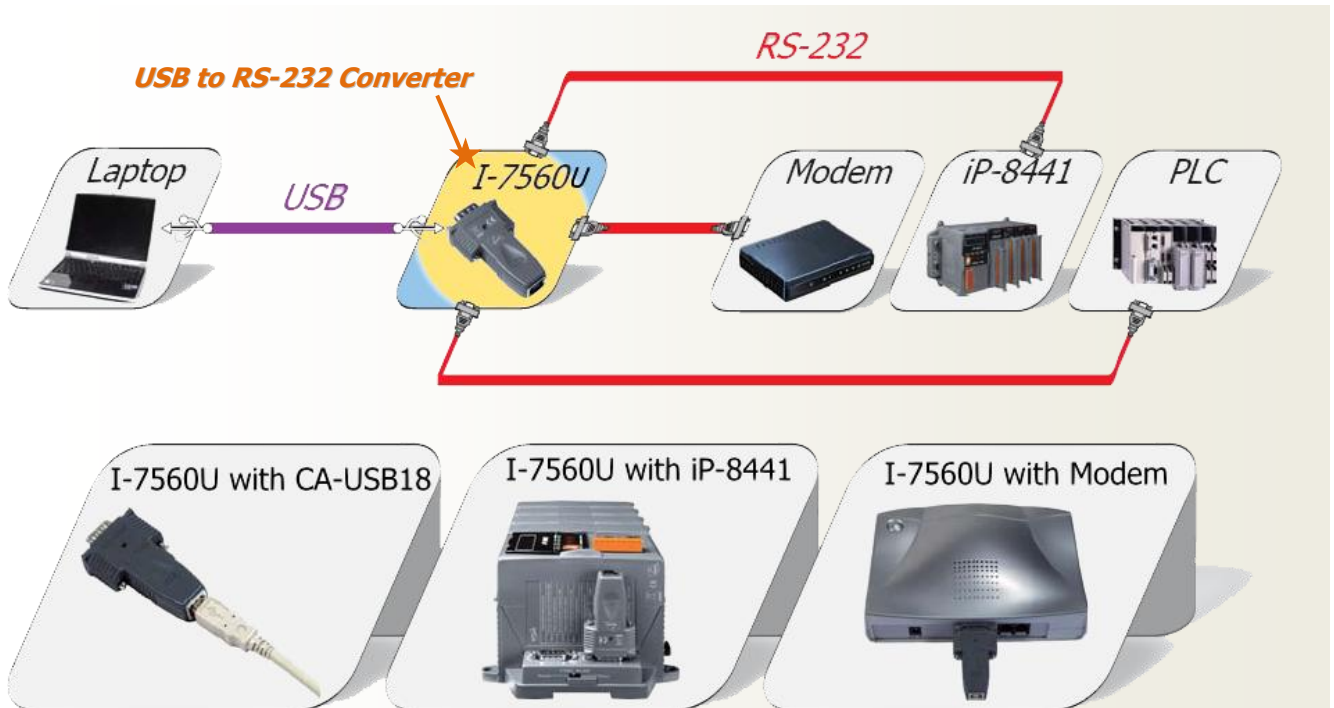 RS-232
USB to RS-232 Converter
Laptop
USB
I-7560U
Modem
iP-8441
PLC
I-7560U with CA-USB18
I-7560U with iP-8441
I-7560U with Modem